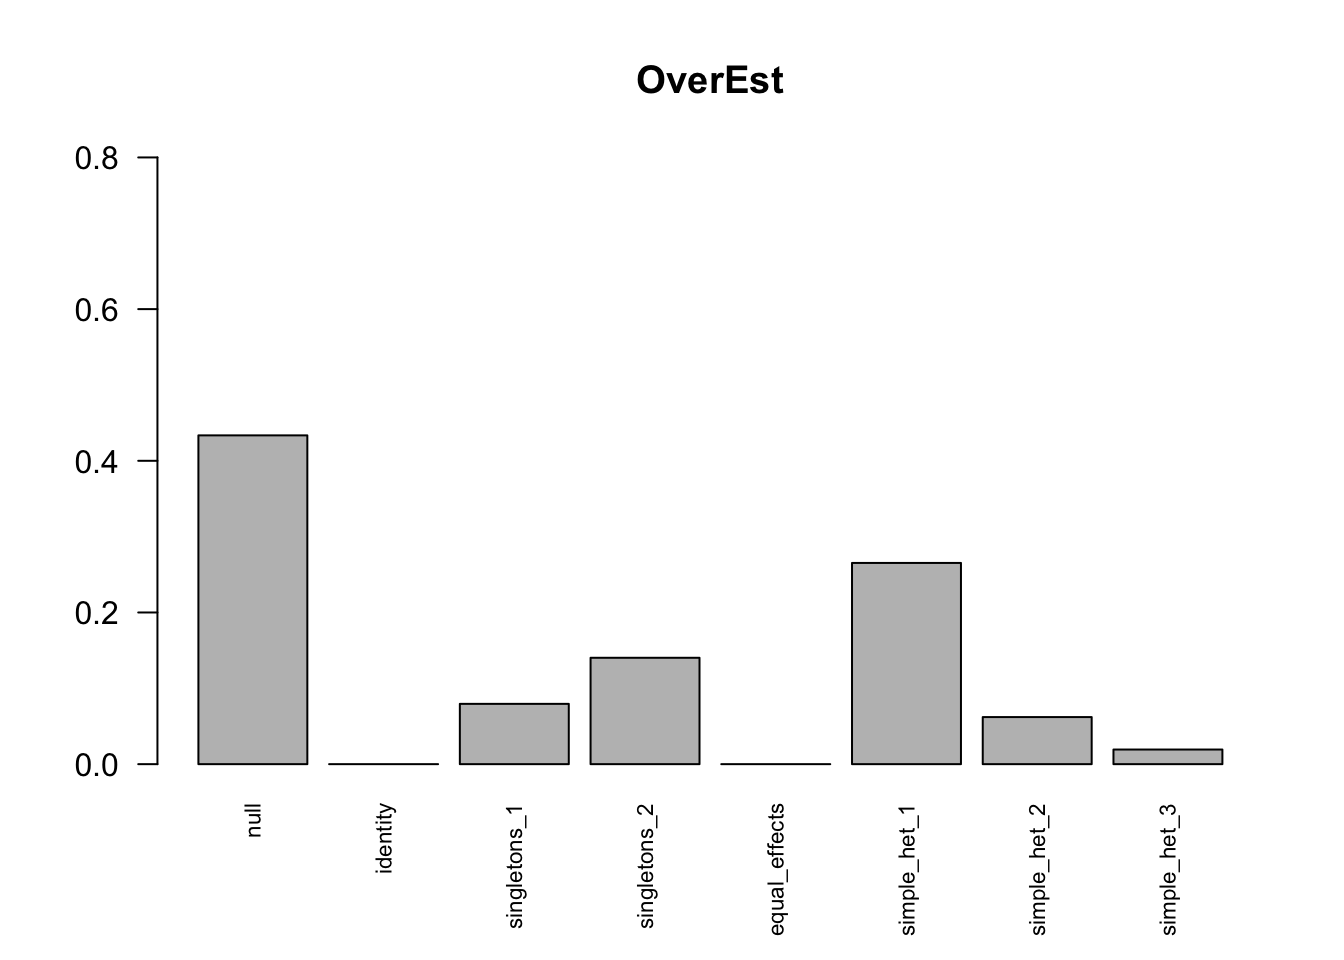 OverEst
0.8
0.6
0.4
0.2
0.0
null
identity
singletons_1
singletons_2
equal_effects
simple_het_1
simple_het_2
simple_het_3